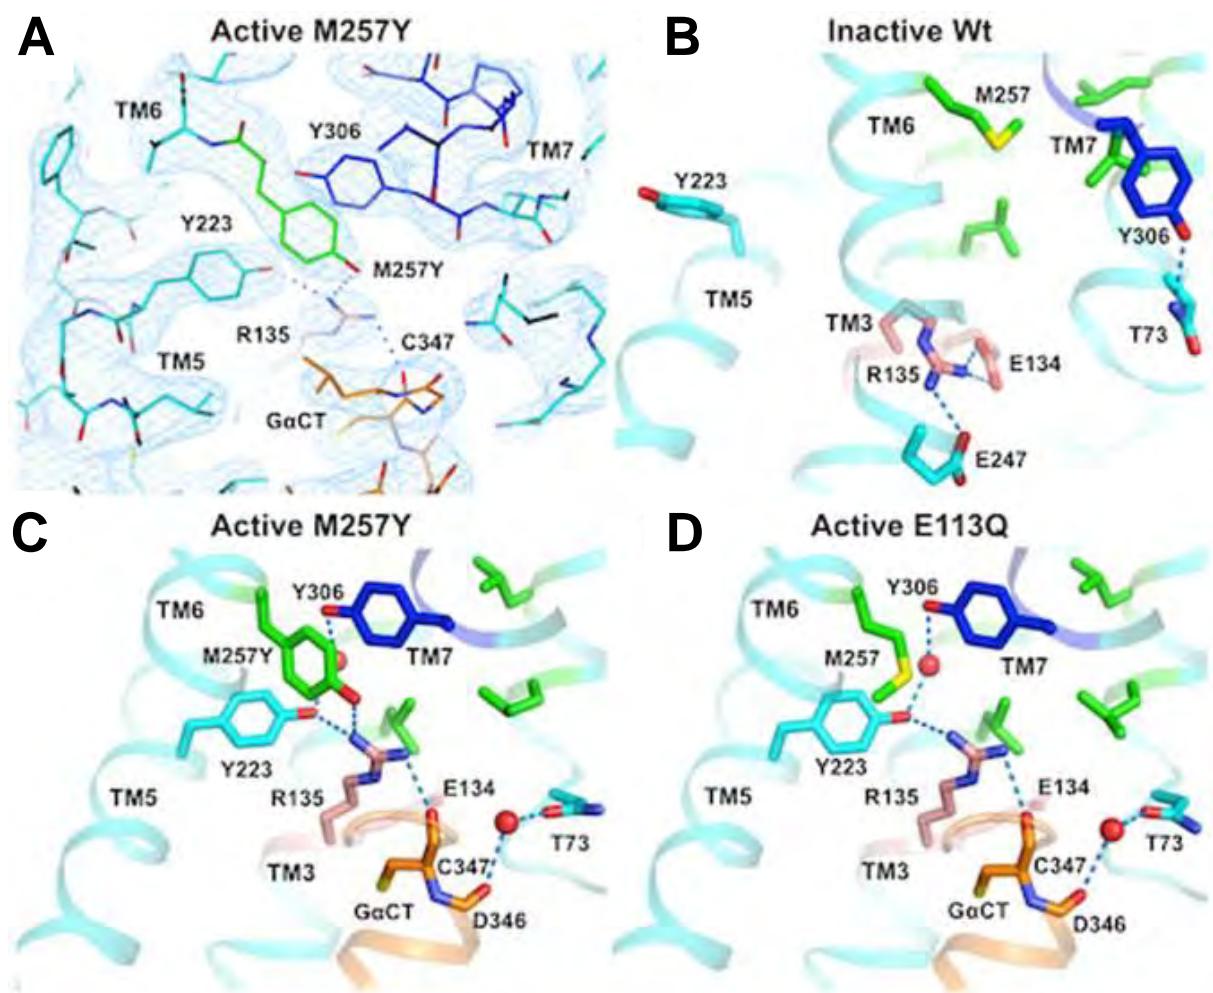 A
Active M257Y
TM6
Y306
TM7
Y223
M257Y
R135
C347
TM5
GαCT
B
Inactive Wt
M257
TM6
TM7
Y223
Y306
TM5
TM3
T73
R135
E134
E247
C
Active M257Y
TM6
Y306
M257Y
TM7
Y223
TM5
R135
E134
T73
TM3
C347
GαCT
D346
D
Active E113Q
TM6
Y306
M257
TM7
Y223
TM5
R135
E134
T73
TM3
C347
GαCT
D346